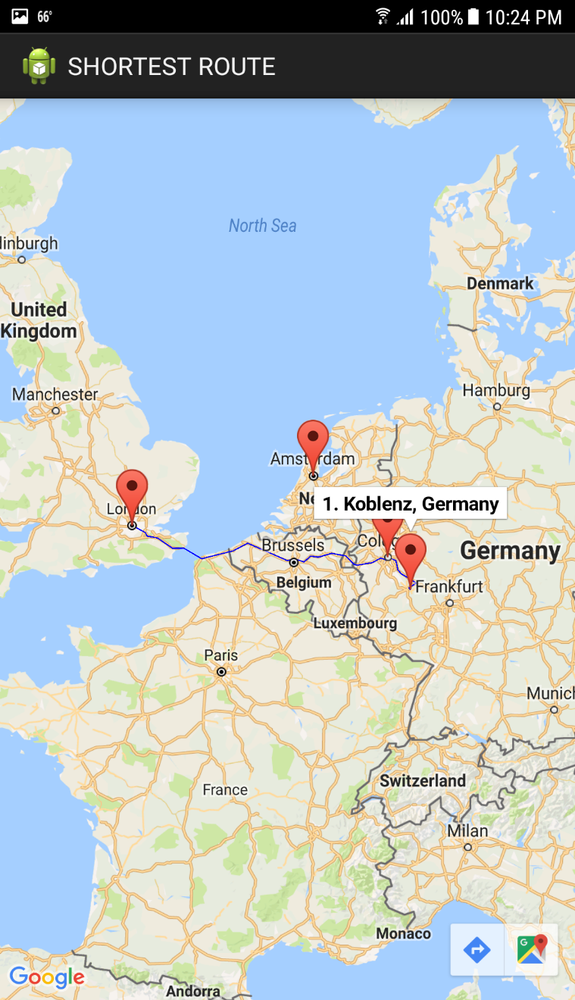 66°
100% 10:24 PM
SHORTEST ROUTE
North Sea
linburgh
Denmark
United
Kingdom
Hamburg
Manchester
Amsterdam
Ne
1. Koblenz, Germany
London
Brussels
Colog
Germany
Belgium
Frankfurt
Luxembourg
Paris
Munich
Switzerland
France
Milan
Monaco
G
Google
Andorra